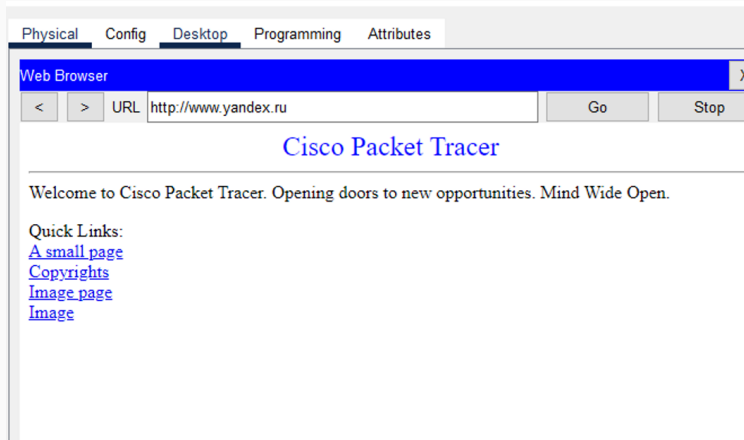 Physical Config Desktop Programming Attributes
Web Browser X
< > URL http://www.yandex.ru Go Stop
Cisco Packet Tracer
Welcome to Cisco Packet Tracer. Opening doors to new opportunities. Mind Wide Open.
Quick Links:
A small page
Copyrights
Image page
Image